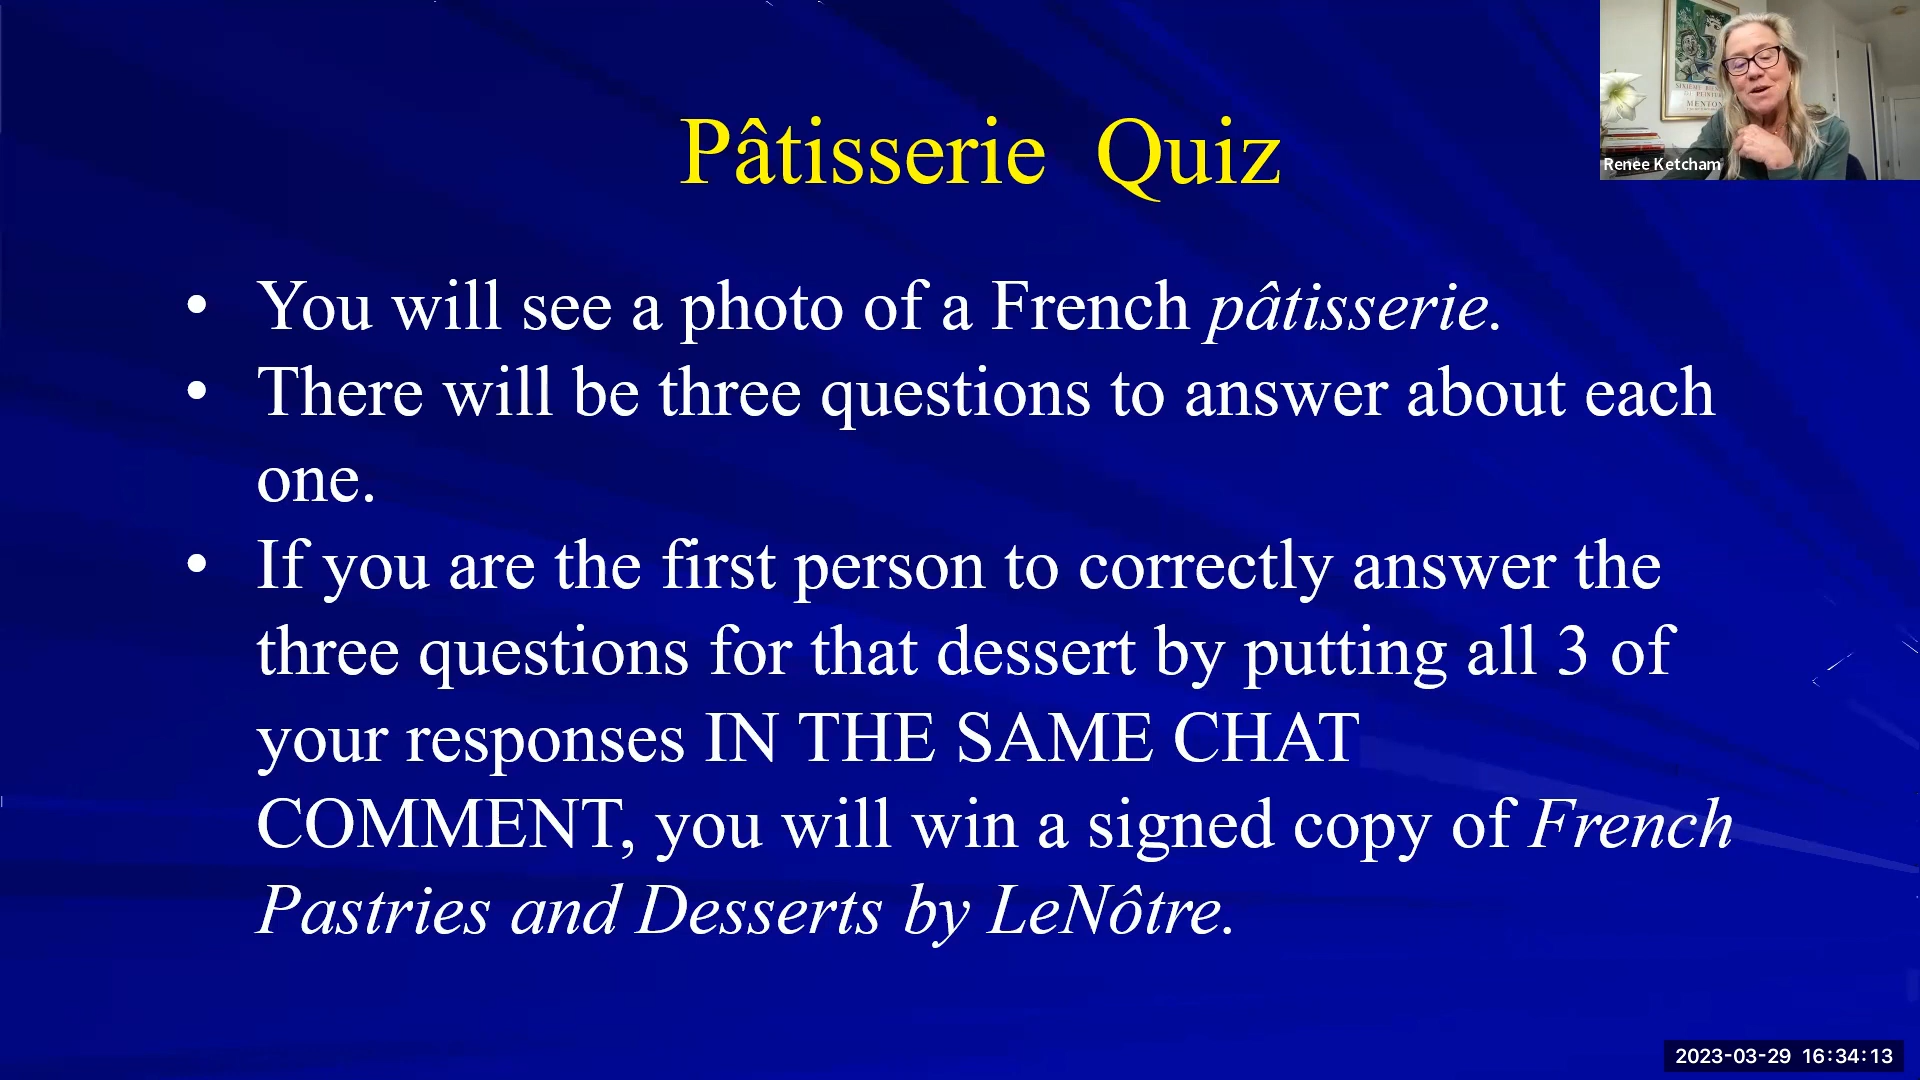 Pâtisserie Quiz
• You will see a photo of a French pâtisserie.
• There will be three questions to answer about each
one.
• If you are the first person to correctly answer the
three questions for that dessert by putting all 3 of
your responses IN THE SAME CHAT
COMMENT, you will win a signed copy of French
Pastries and Desserts by LeNôtre.
MENTON
Renee Ketcham
2023-03-29 16:34:13